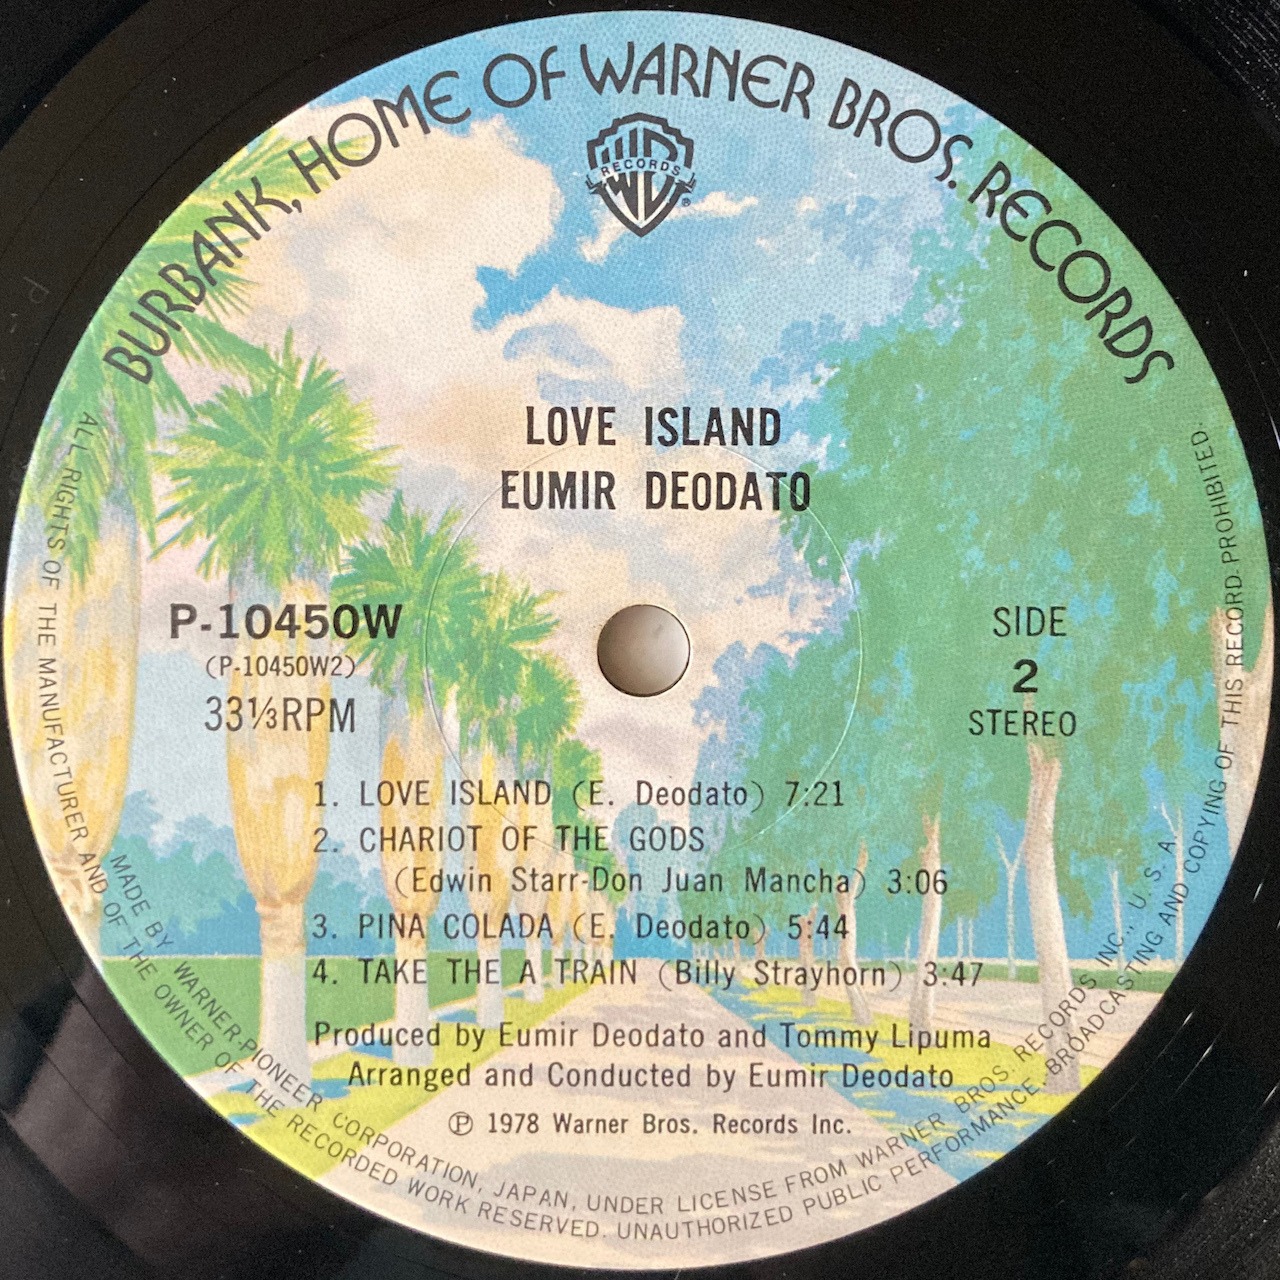 BURBANK, HOME OF WARNER BROS. RECORDS
WB
RECORDS
®
LOVE ISLAND
EUMIR DEODATO
P-10450W
(P-10450W2)
33⅓RPM
SIDE
2
STEREO
1. LOVE ISLAND (E. Deodato) 7:21
2. CHARIOT OF THE GODS
(Edwin Starr-Don Juan Mancha) 3:06
3. PINA COLADA (E. Deodato) 5:44
4. TAKE THE A TRAIN (Billy Strayhorn) 3:47
Produced by Eumir Deodato and Tommy Lipuma
Arranged and Conducted by Eumir Deodato
℗ 1978 Warner Bros. Records Inc.
MADE BY WARNER-PIONEER CORPORATION, JAPAN, UNDER LICENSE FROM WARNER BROS. RECORDS INC., U. S. A.
ALL RIGHTS OF THE MANUFACTURER AND OF THE OWNER OF THE RECORDED WORK RESERVED. UNAUTHORIZED PUBLIC PERFORMANCE, BROADCASTING AND COPYING OF THIS RECORD. PROHIBITED.